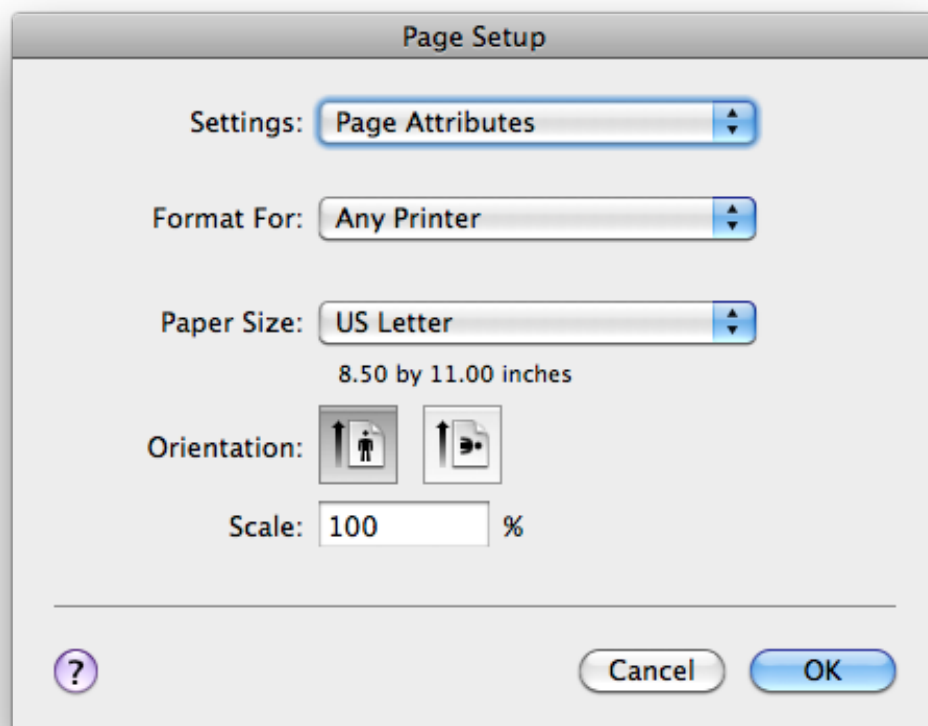 Page Setup
Settings: Page Attributes
Format For: Any Printer
Paper Size: US Letter
8.50 by 11.00 inches
Orientation:
Scale: 100 %
? Cancel OK